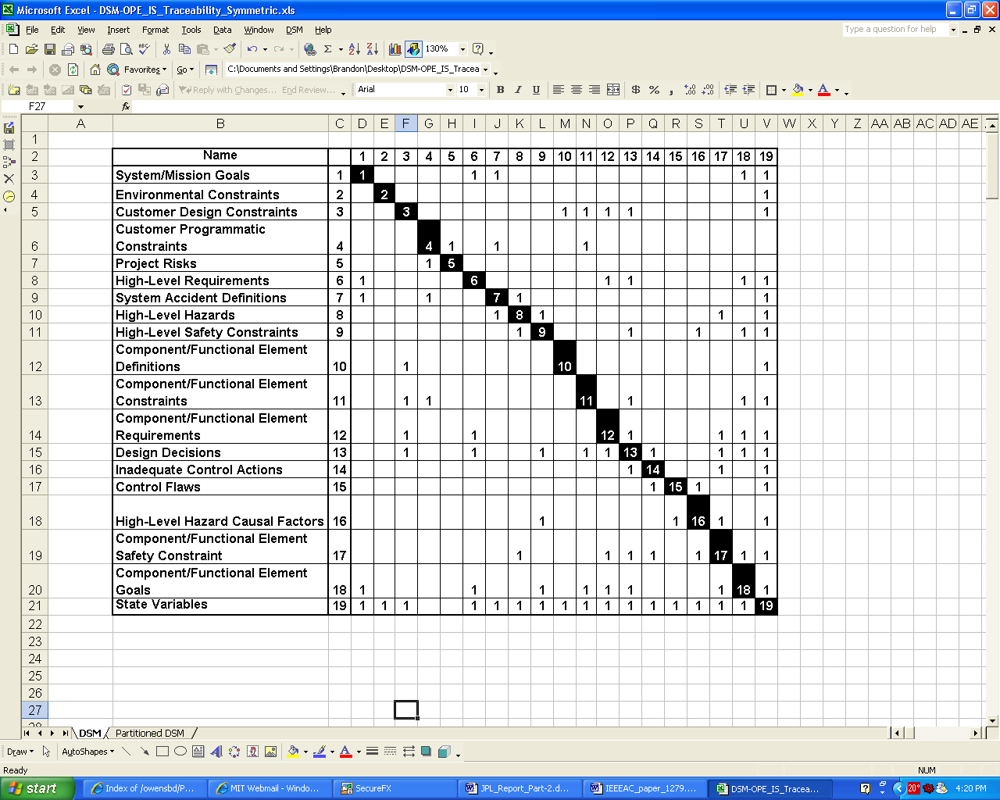 Microsoft Excel - DSM-OPE_IS_Traceability_Symmetric.xls
File Edit View Insert Format Tools Data Window DSM Help Type a question for help
130%
Favorites Go C:\Documents and Settings\Brandon\Desktop\DSM-OPE_IS_Tracea
Reply with Changes... End Review... Arial 10 B I U $ % ,
F27 fx
A B C D E F G H I J K L M N O P Q R S T U V W X Y Z AA AB AC AD AE
1
2 Name 1 2 3 4 5 6 7 8 9 10 11 12 13 14 15 16 17 18 19
3 System/Mission Goals 1 1 1 1 1 1
4 Environmental Constraints 2 2 1
5 Customer Design Constraints 3 3 1 1 1 1 1
Customer Programmatic
6 Constraints 4 4 1 1 1
7 Project Risks 5 1 5
8 High-Level Requirements 6 1 6 1 1 1 1
9 System Accident Definitions 7 1 1 7 1 1
10 High-Level Hazards 8 1 8 1 1 1
11 High-Level Safety Constraints 9 1 9 1 1 1 1
Component/Functional Element
12 Definitions 10 1 10 1
Component/Functional Element
13 Constraints 11 1 1 11 1 1 1
Component/Functional Element
14 Requirements 12 1 1 12 1 1 1 1
15 Design Decisions 13 1 1 1 1 1 13 1 1 1 1
16 Inadequate Control Actions 14 1 14 1 1
17 Control Flaws 15 1 15 1 1
18 High-Level Hazard Causal Factors 16 1 1 16 1 1
Component/Functional Element
19 Safety Constraint 17 1 1 1 1 1 17 1 1
Component/Functional Element
20 Goals 18 1 1 1 1 1 1 1 18 1
21 State Variables 19 1 1 1 1 1 1 1 1 1 1 1 1 1 1 1 1 19
22
23
24
25
26
27
28
DSM Partitioned DSM
Draw AutoShapes
Ready NUM
start Index of /owensbd/P... MIT Webmail - Windo... SecureFX JPL_Report_Part-2.d... IEEEAC_paper_1279.... DSM-OPE_IS_Tracea... 20° 4:20 PM